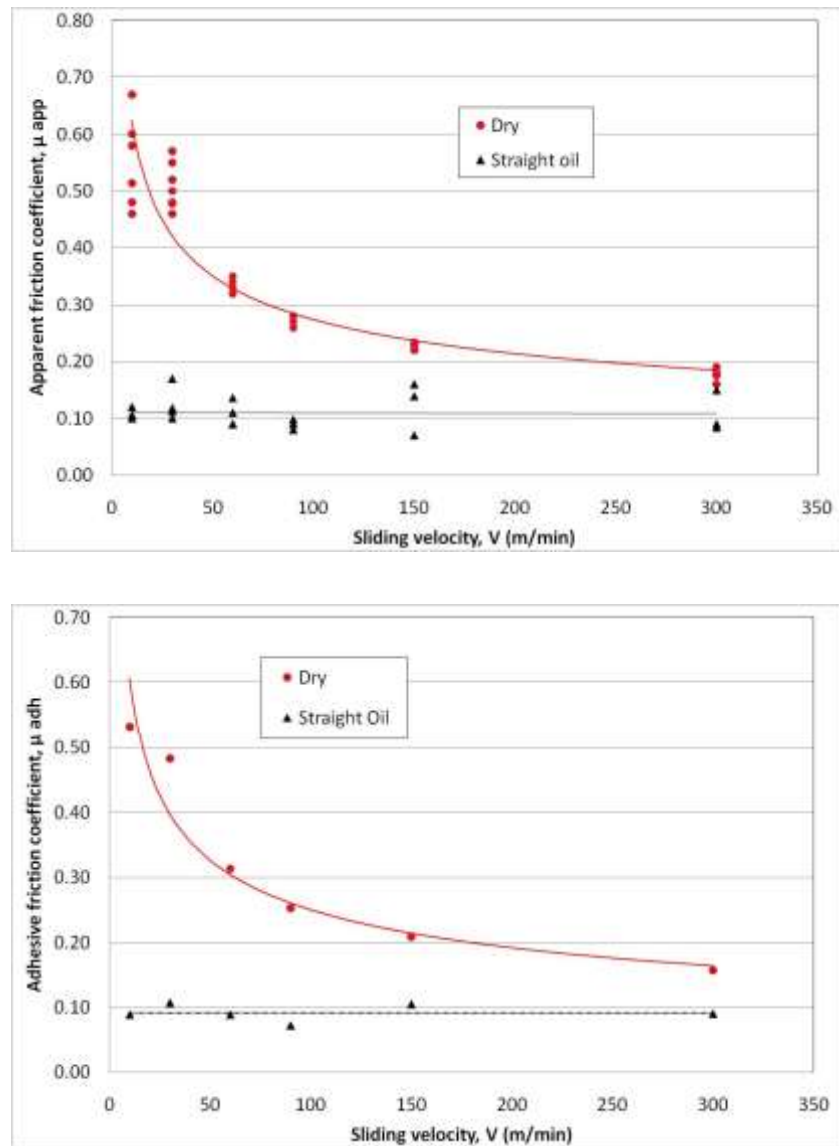 0.80
0.70
0.60
0.50
0.40
0.30
0.20
0.10
0.00
Apparent friction coefficient, μ app
Dry
Straight oil
0 50 100 150 200 250 300 350
Sliding velocity, V (m/min)
0.70
0.60
0.50
0.40
0.30
0.20
0.10
0.00
Adhesive friction coefficient, μ adh
Dry
Straight Oil
0 50 100 150 200 250 300 350
Sliding velocity, V (m/min)